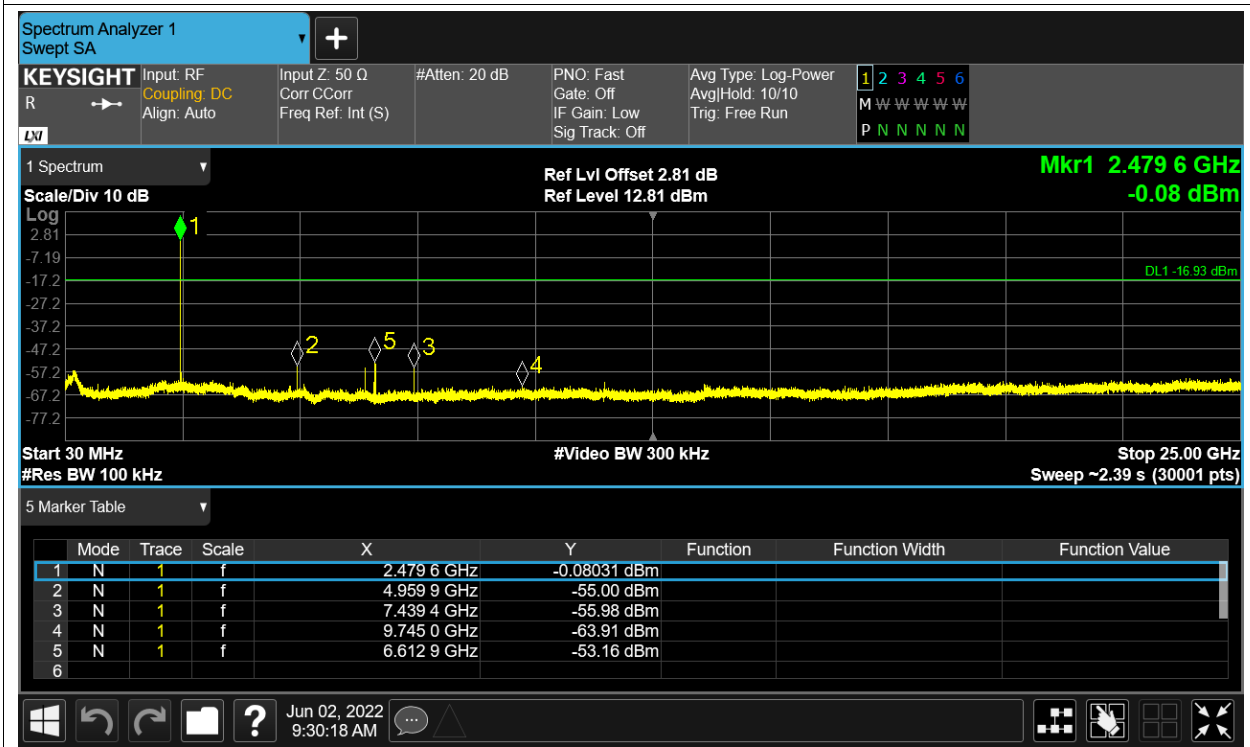 Spectrum Analyzer 1
Swept SA
+
KEYSIGHT Input: RF Input Z: 50 Ω #Atten: 20 dB PNO: Fast Avg Type: Log-Power 1 2 3 4 5 6
R Coupling: DC Corr CCorr Gate: Off Avg|Hold: 10/10 M W W W W W W
Align: Auto Freq Ref: Int (S) IF Gain: Low Trig: Free Run
LXI Sig Track: Off P N N N N N N
1 Spectrum Ref Lvl Offset 2.81 dB Mkr1 2.479 6 GHz
Scale/Div 10 dB Ref Level 12.81 dBm -0.08 dBm
Log
1
2.81
-7.19
DL1 -16.93 dBm
-17.2
-27.2
-37.2
2 5 3
-47.2
4
-57.2
-67.2
-77.2
Start 30 MHz #Video BW 300 kHz Stop 25.00 GHz
#Res BW 100 kHz Sweep ~2.39 s (30001 pts)
5 Marker Table
Mode Trace Scale X Y Function Function Width Function Value
1 N 1 f 2.479 6 GHz -0.08031 dBm
2 N 1 f 4.959 9 GHz -55.00 dBm
3 N 1 f 7.439 4 GHz -55.98 dBm
4 N 1 f 9.745 0 GHz -63.91 dBm
5 N 1 f 6.612 9 GHz -53.16 dBm
6
? Jun 02, 2022
9:30:18 AM